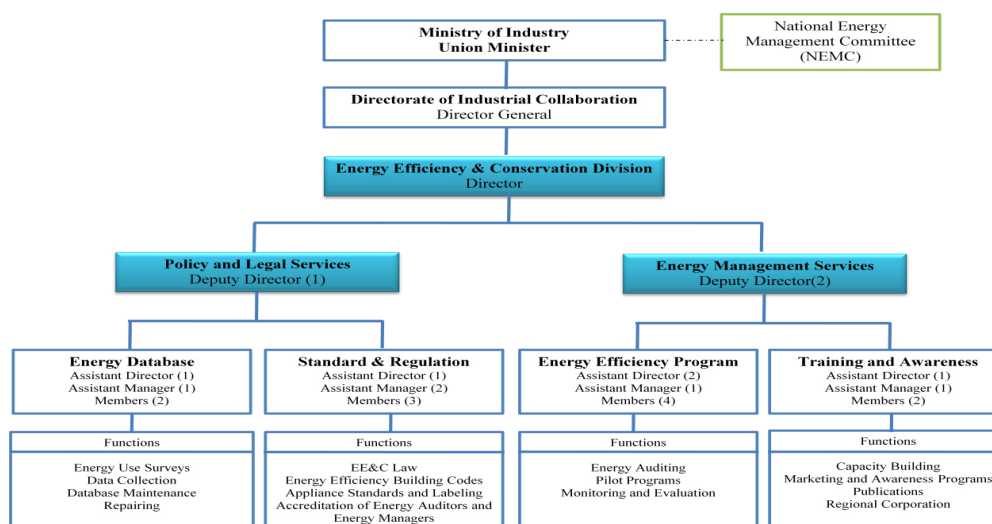 Ministry of Industry
Union Minister
National Energy
Management Committee
(NEMC)
Directorate of Industrial Collaboration
Director General
Energy Efficiency & Conservation Division
Director
Policy and Legal Services
Deputy Director (1)
Energy Management Services
Deputy Director(2)
Energy Database
Assistant Director (1)
Assistant Manager (1)
Members (2)
Standard & Regulation
Assistant Director (1)
Assistant Manager (2)
Members (3)
Energy Efficiency Program
Assistant Director (2)
Assistant Manager (1)
Members (4)
Training and Awareness
Assistant Director (1)
Assistant Manager (1)
Members (2)
Functions
Energy Use Surveys
Data Collection
Database Maintenance
Repairing
Functions
EE&C Law
Energy Efficiency Building Codes
Appliance Standards and Labeling
Accreditation of Energy Auditors and
Energy Managers
Functions
Energy Auditing
Pilot Programs
Monitoring and Evaluation
Functions
Capacity Building
Marketing and Awareness Programs
Publications
Regional Corporation